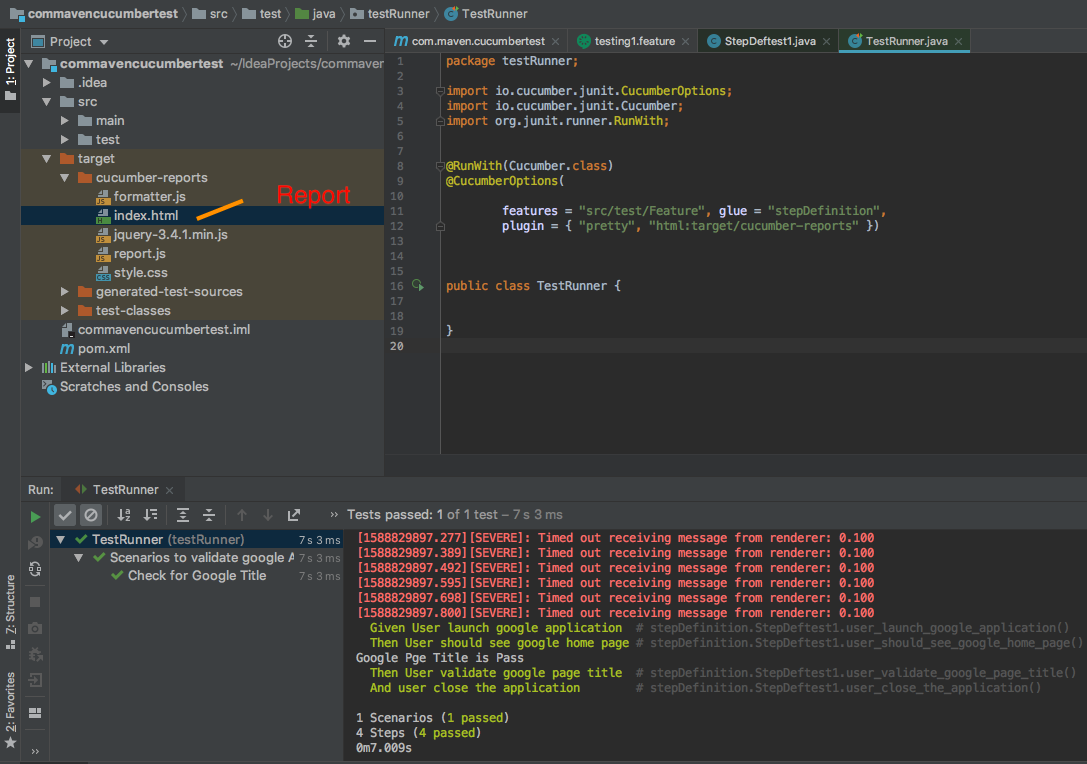 commavencucumbertest src test java testRunner TestRunner
1: Project
Project
com.maven.cucumbertest testing1.feature StepDeftest1.java TestRunner.java
commavencucumbertest ~/IdeaProjects/commaven
.idea
src
main
test
target
cucumber-reports
formatter.js
index.html
Report
jquery-3.4.1.min.js
report.js
style.css
generated-test-sources
test-classes
commavencucumbertest.iml
pom.xml
External Libraries
Scratches and Consoles
1 package testRunner;
2
3 import io.cucumber.junit.CucumberOptions;
4 import io.cucumber.junit.Cucumber;
5 import org.junit.runner.RunWith;
6
7
8 @RunWith(Cucumber.class)
9 @CucumberOptions(
10
11 features = "src/test/Feature", glue = "stepDefinition",
12 plugin = { "pretty", "html:target/cucumber-reports" })
13
14
15
16 public class TestRunner {
17
18
19 }
20
Run: TestRunner
Tests passed: 1 of 1 test – 7 s 3 ms
TestRunner (testRunner) 7 s 3 ms
Scenarios to validate google A 7 s 3 ms
Check for Google Title 7 s 3 ms
7: Structure
2: Favorites
[1588829897.277][SEVERE]: Timed out receiving message from renderer: 0.100
[1588829897.389][SEVERE]: Timed out receiving message from renderer: 0.100
[1588829897.492][SEVERE]: Timed out receiving message from renderer: 0.100
[1588829897.595][SEVERE]: Timed out receiving message from renderer: 0.100
[1588829897.698][SEVERE]: Timed out receiving message from renderer: 0.100
[1588829897.800][SEVERE]: Timed out receiving message from renderer: 0.100
Given User launch google application # stepDefinition.StepDeftest1.user_launch_google_application()
Then User should see google home page # stepDefinition.StepDeftest1.user_should_see_google_home_page()
Google Pge Title is Pass
Then User validate google page title # stepDefinition.StepDeftest1.user_validate_google_page_title()
And user close the application # stepDefinition.StepDeftest1.user_close_the_application()
1 Scenarios (1 passed)
4 Steps (4 passed)
0m7.009s